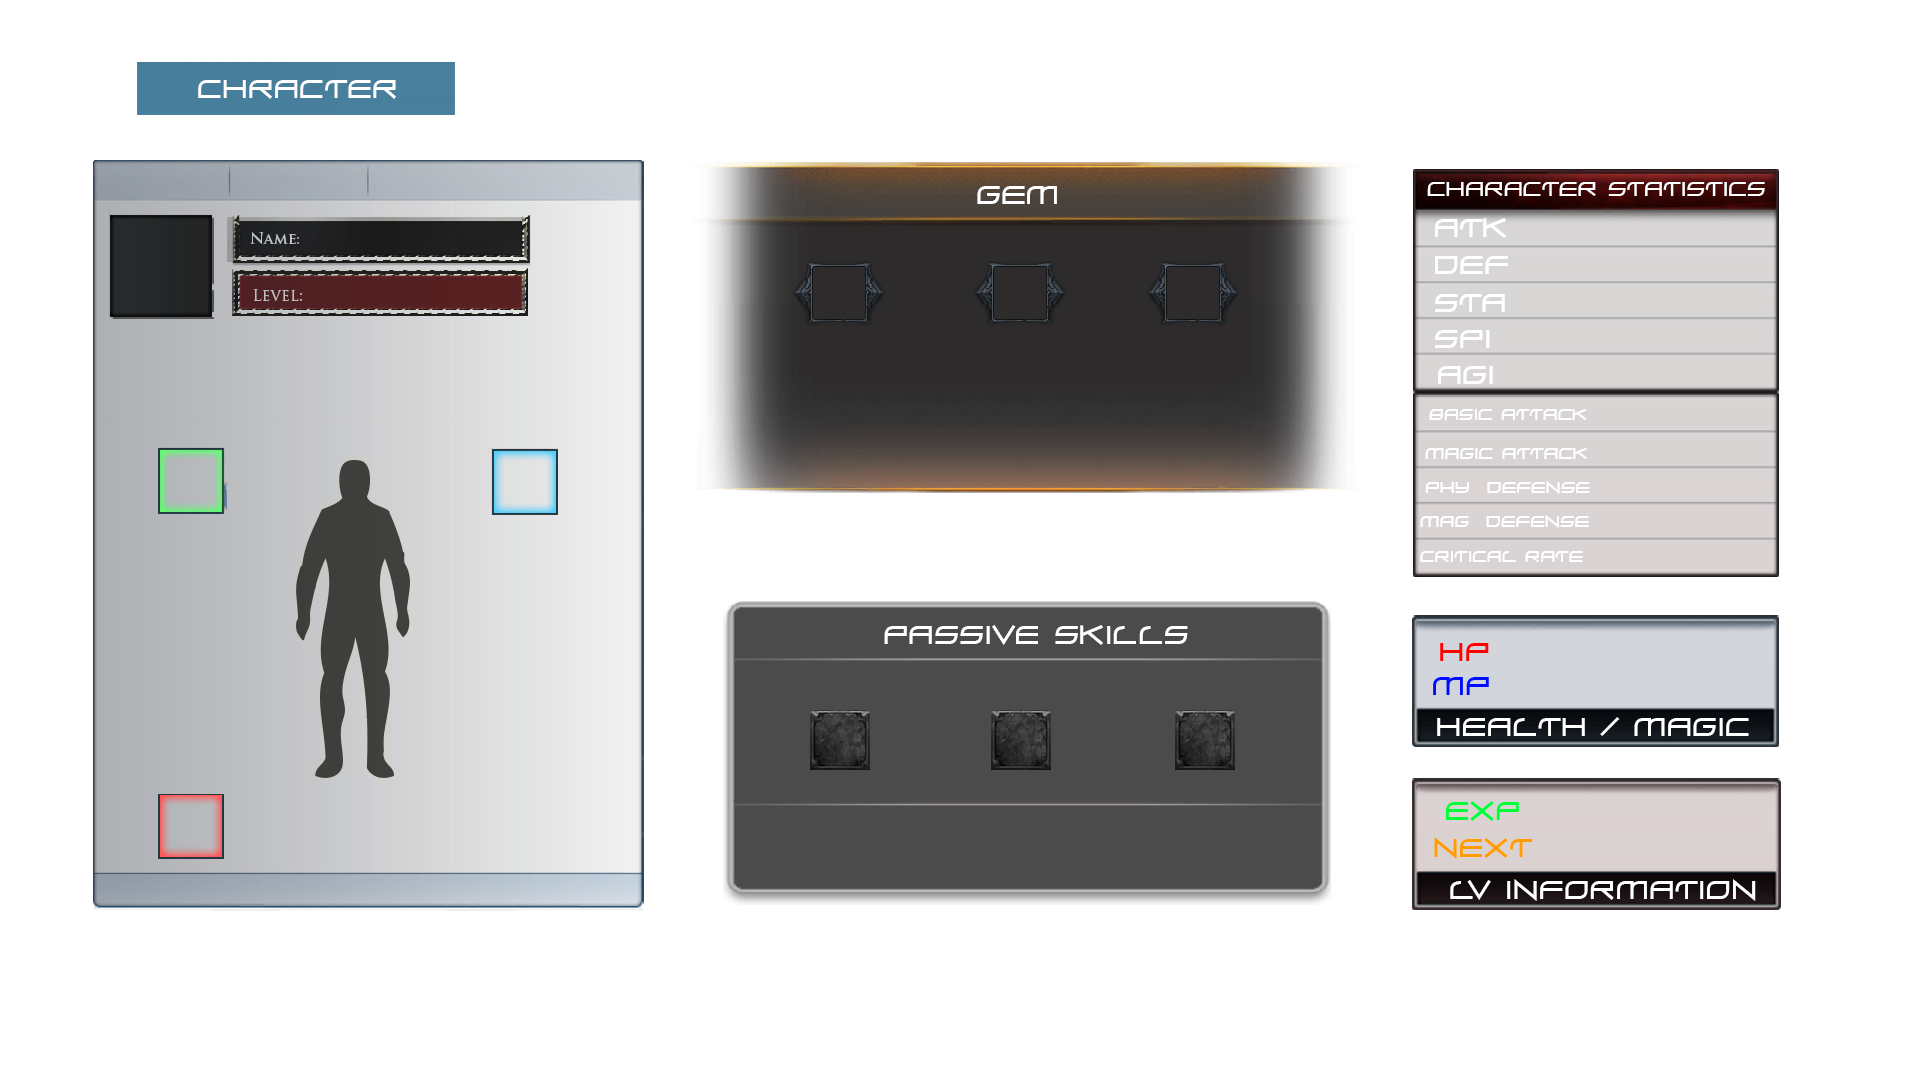 CHRACTER
NAME:
LEVEL:
GEM
PASSIVE SKILLS
CHARACTER STATISTICS
ATK
DEF
STA
SPI
AGI
BASIC ATTACK
MAGIC ATTACK
PHY DEFENSE
MAG DEFENSE
CRITICAL RATE
HP
MP
HEALTH / MAGIC
EXP
NEXT
LV INFORMATION